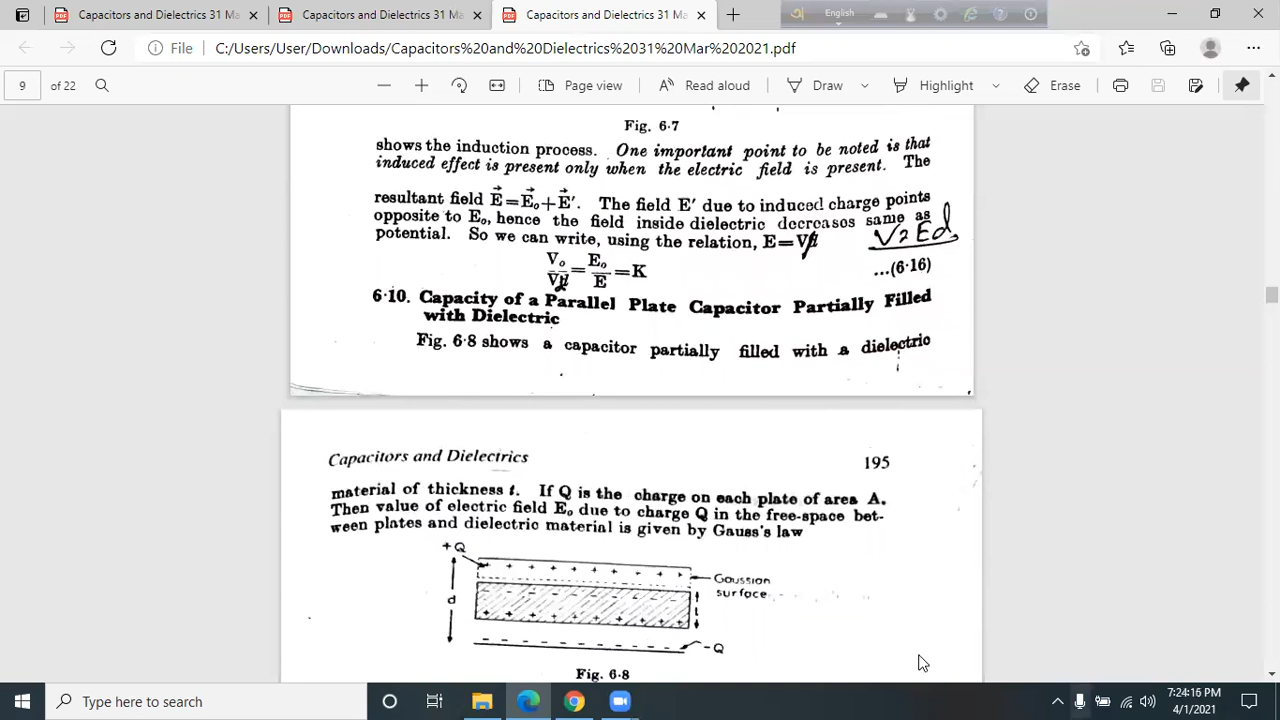 Capacitors and Dielectrics 31 Ma
Capacitors and Dielectrics 31 Ma
Capacitors and Dielectrics 31 Ma
English
File
C:/Users/User/Downloads/Capacitors%20and%20Dielectrics%2031%20Mar%202021.pdf
9 of 22
Page view
Read aloud
Draw
Highlight
Erase
Fig. 6·7
shows the induction process. One important point to be noted is that
induced effect is present only when the electric field is present. The
resultant field E⃗=E⃗₀+E⃗′. The field E′ due to induced charge points
opposite to E₀, hence the field inside dielectric decreases same as
potential. So we can write, using the relation, E=V
V = Ed
V₀/V = E₀/E = K
...(6·16)
6·10. Capacity of a Parallel Plate Capacitor Partially Filled
with Dielectric
Fig. 6·8 shows a capacitor partially filled with a dielectric
Capacitors and Dielectrics 195
material of thickness t. If Q is the charge on each plate of area A.
Then value of electric field E₀ due to charge Q in the free-space bet-
ween plates and dielectric material is given by Gauss's law
+Q
Goussion
surface
d
t
-Q
Fig. 6·8
Type here to search
7:24:16 PM
4/1/2021